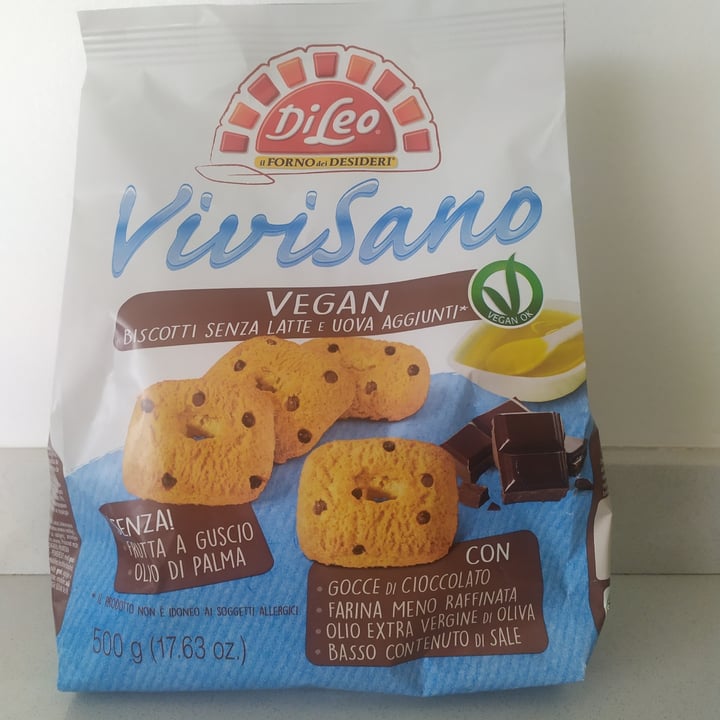 DiLeo®
il FORNO dei DESIDERI®
ViviSano
VEGAN
BISCOTTI SENZA LATTE E UOVA AGGIUNTI*
VEGAN OK
SENZA!
• FRUTTA A GUSCIO
• OLIO DI PALMA
CON
• GOCCE DI CIOCCOLATO
• FARINA MENO RAFFINATA
• OLIO EXTRA VERGINE DI OLIVA
• BASSO CONTENUTO DI SALE
* IL PRODOTTO NON È IDONEO AI SOGGETTI ALLERGICI
500 g (17.63 oz.)